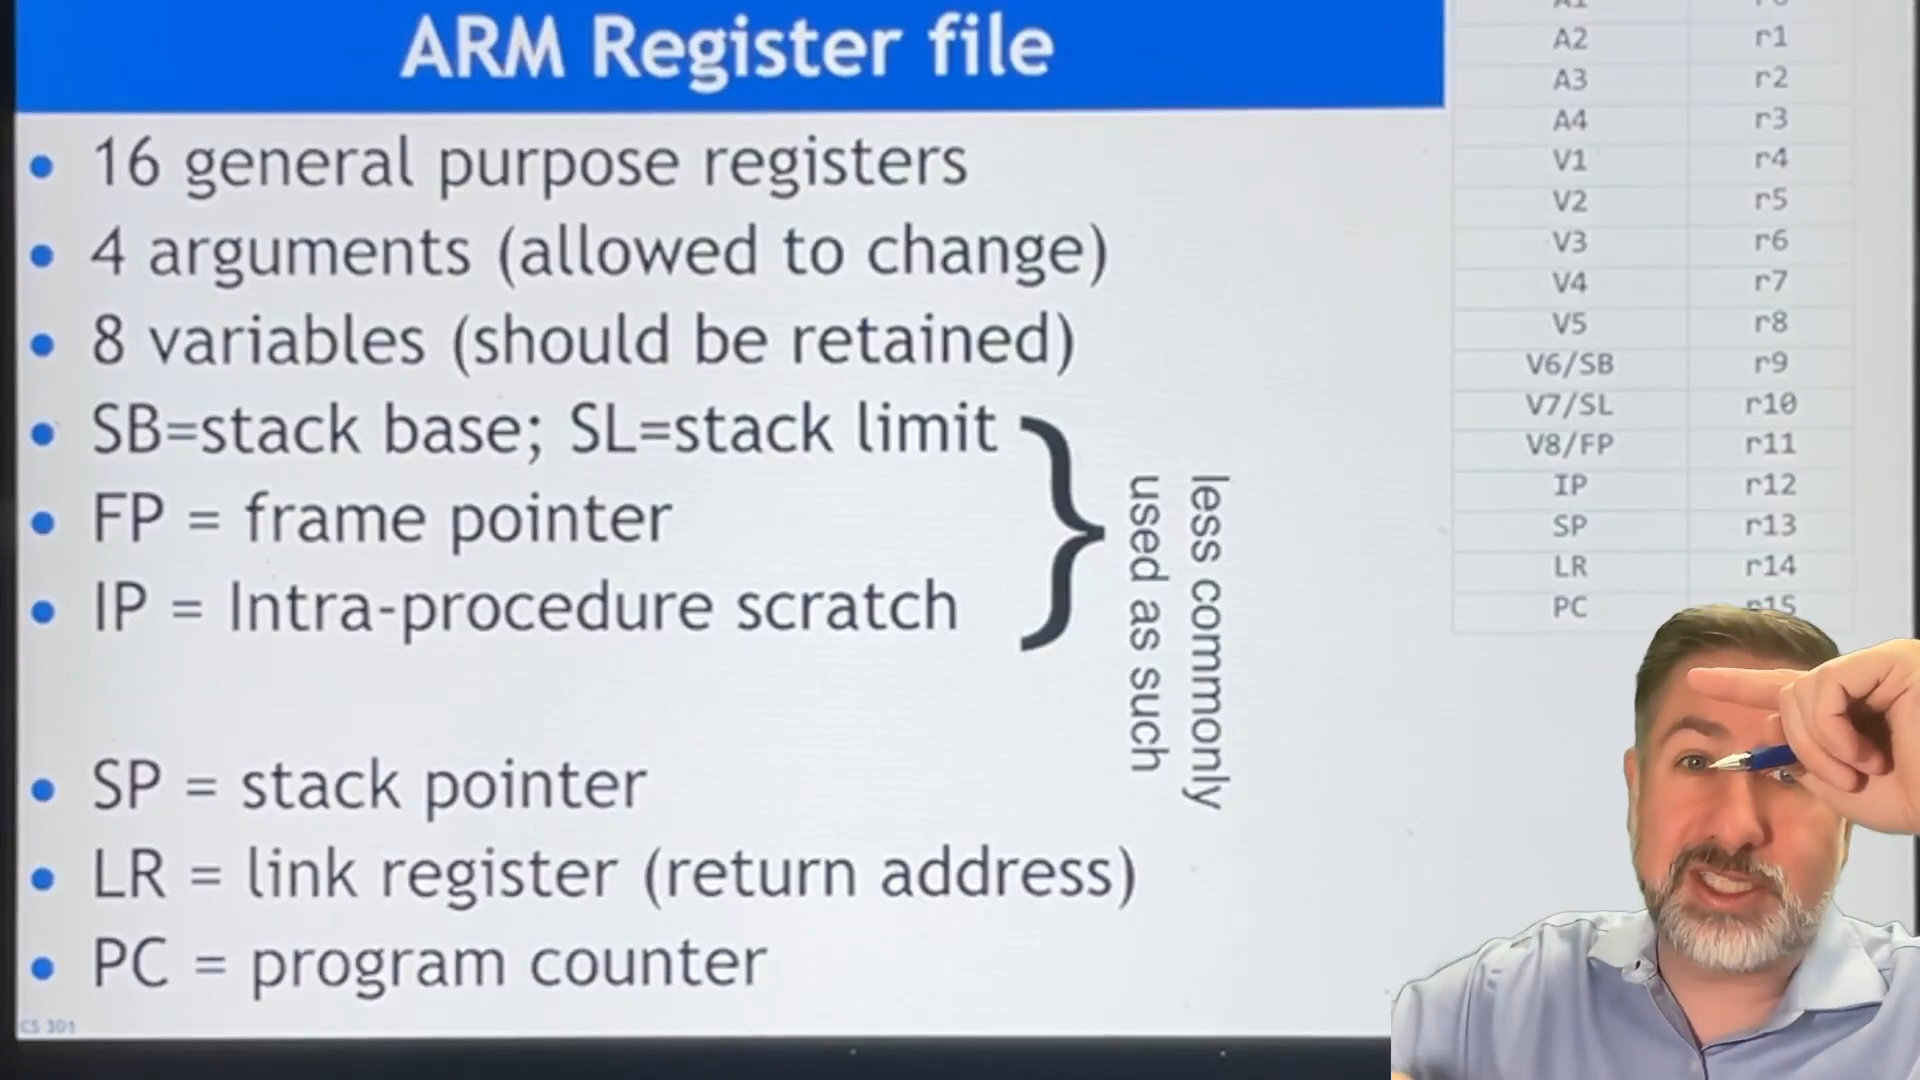 ARM Register file
• 16 general purpose registers
• 4 arguments (allowed to change)
• 8 variables (should be retained)
• SB=stack base; SL=stack limit
• FP = frame pointer
• IP = Intra-procedure scratch
less commonly
used as such
• SP = stack pointer
• LR = link register (return address)
• PC = program counter
CS 301
A1 r0
A2 r1
A3 r2
A4 r3
V1 r4
V2 r5
V3 r6
V4 r7
V5 r8
V6/SB r9
V7/SL r10
V8/FP r11
IP r12
SP r13
LR r14
PC r15